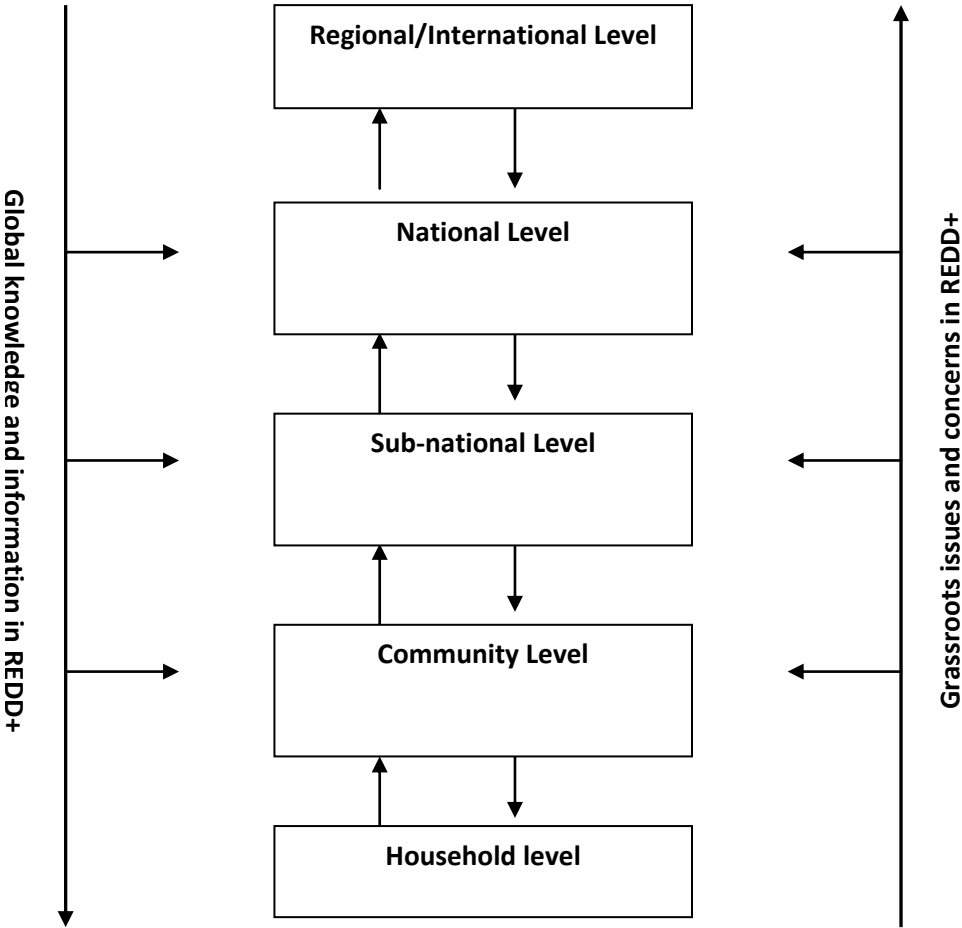 Regional/International Level
National Level
Sub-national Level
Community Level
Household level
Global knowledge and information in REDD+
Grassroots issues and concerns in REDD+